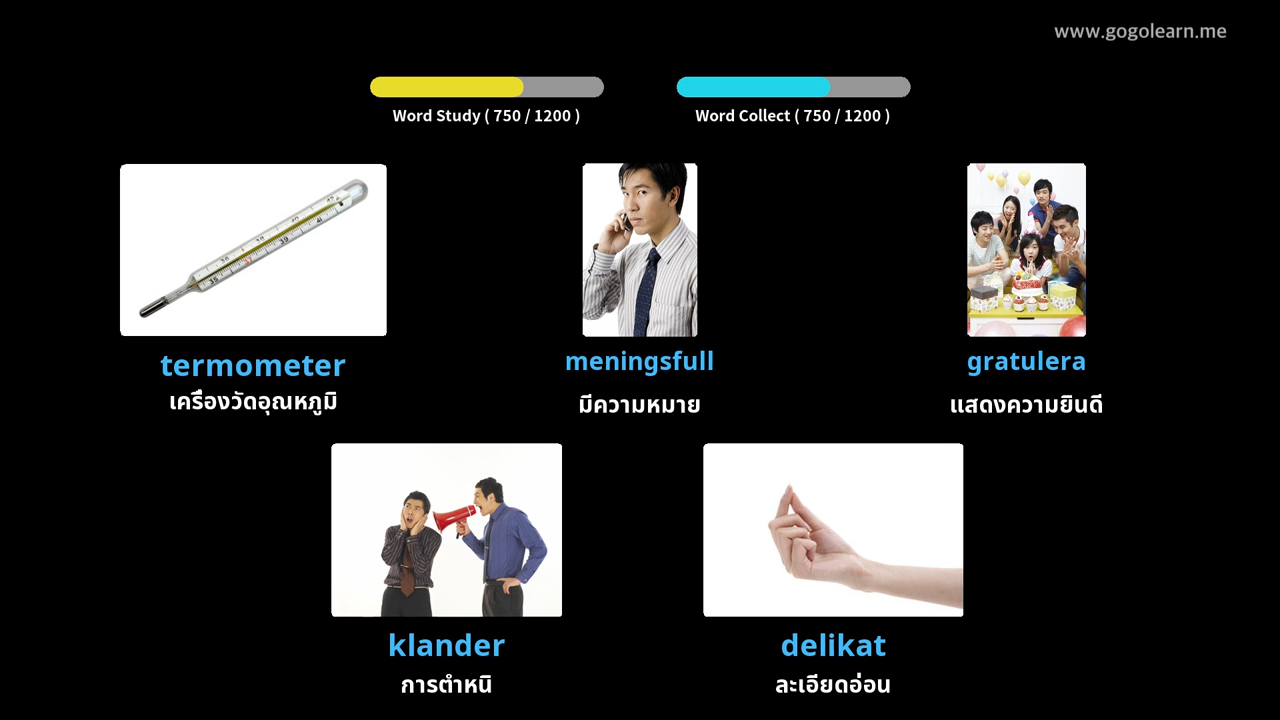 www.gogolearn.me
Word Study ( 750 / 1200 )
Word Collect ( 750 / 1200 )
termometer
เครื่องวัดอุณหภูมิ
meningsfull
มีความหมาย
gratulera
แสดงความยินดี
klander
การตำหนิ
delikat
ละเอียดอ่อน